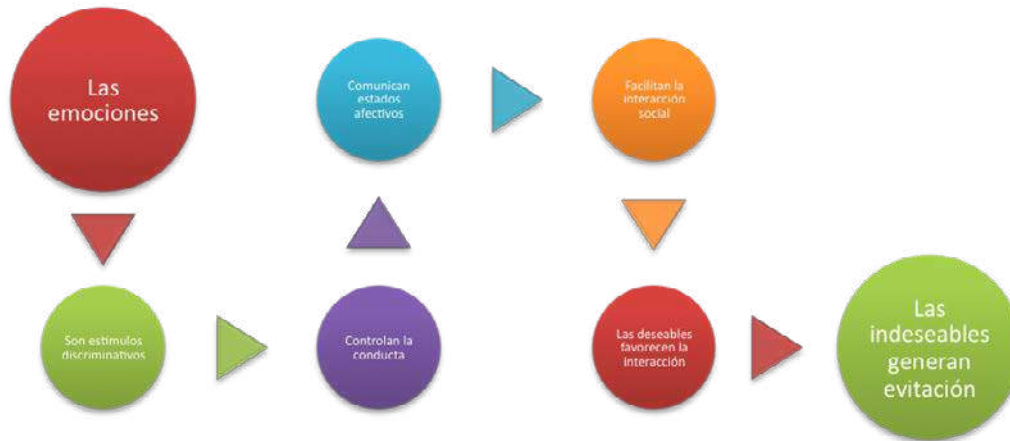 Las
emociones
Son estímulos
discriminativos
Controlan la
conducta
Comunican
estados
afectivos
Facilitan la
interacción
social
Las deseables
favorecen la
interacción
Las
indeseables
generan
evitación